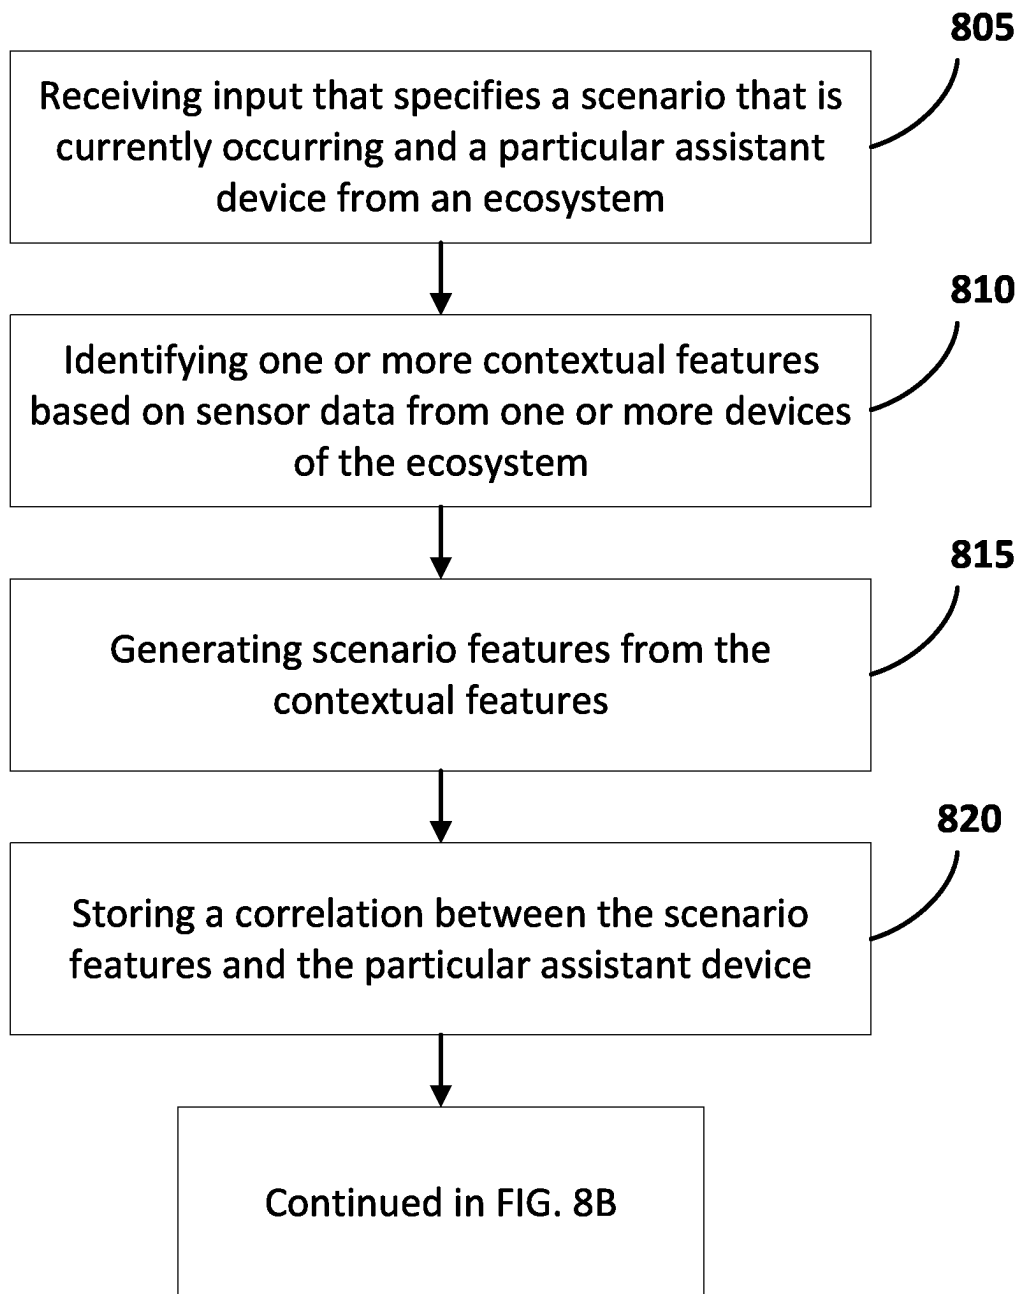 805
Receiving input that specifies a scenario that is
currently occurring and a particular assistant
device from an ecosystem
810
Identifying one or more contextual features
based on sensor data from one or more devices
of the ecosystem
815
Generating scenario features from the
contextual features
820
Storing a correlation between the scenario
features and the particular assistant device
Continued in FIG. 8B